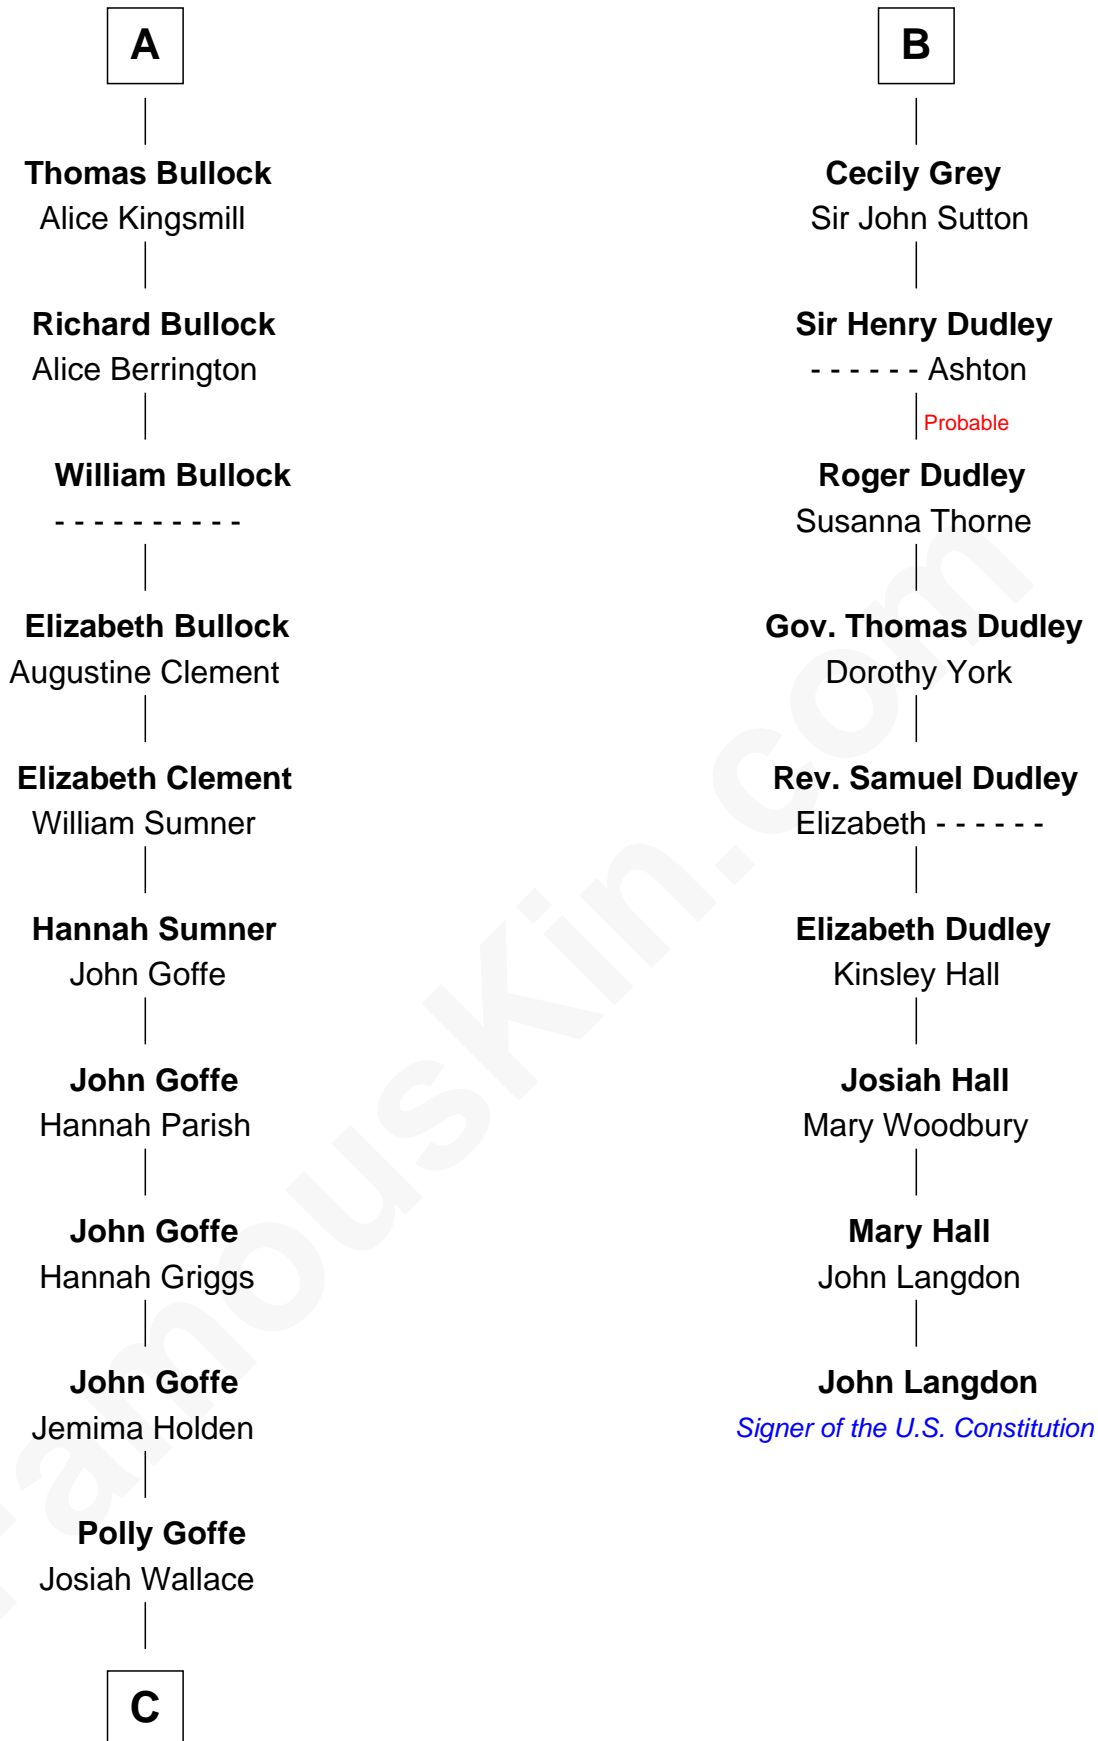 A
Thomas Bullock
Alice Kingsmill
Richard Bullock
Alice Berrington
William Bullock
- - - - - - - - - -
Elizabeth Bullock
Augustine Clement
Elizabeth Clement
William Sumner
Hannah Sumner
John Goffe
John Goffe
Hannah Parish
John Goffe
Hannah Griggs
John Goffe
Jemima Holden
Polly Goffe
Josiah Wallace
C
B
Cecily Grey
Sir John Sutton
Sir Henry Dudley
- - - - - - Ashton
Probable
Roger Dudley
Susanna Thorne
Gov. Thomas Dudley
Dorothy York
Rev. Samuel Dudley
Elizabeth - - - - - -
Elizabeth Dudley
Kinsley Hall
Josiah Hall
Mary Woodbury
Mary Hall
John Langdon
John Langdon
Signer of the U.S. Constitution
FamousKin.com